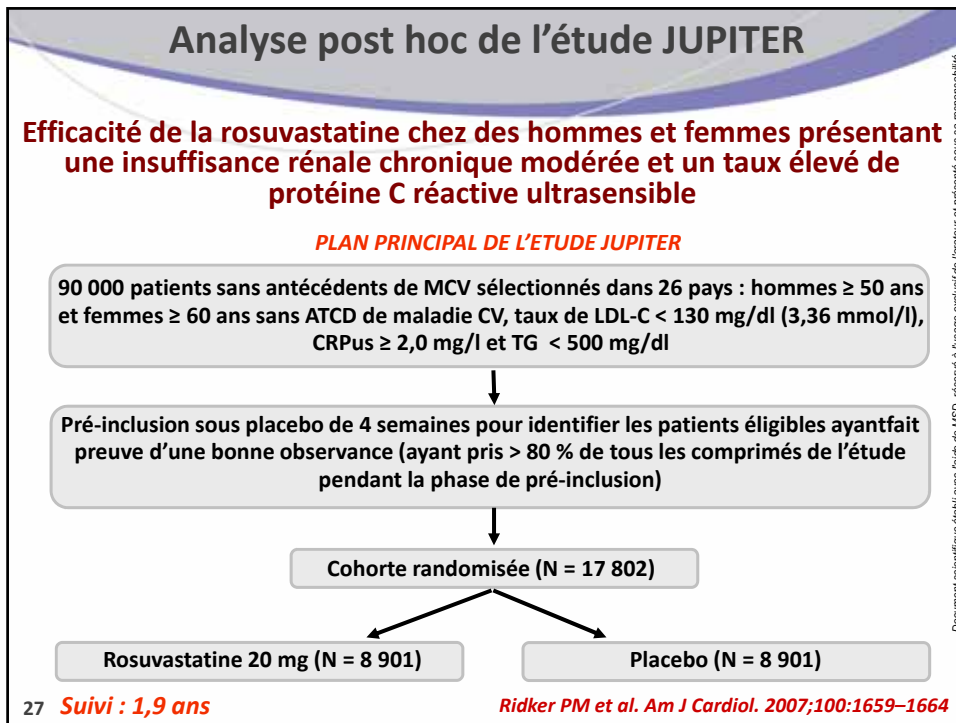 Analyse post hoc de l'étude JUPITER
Efficacité de la rosuvastatine chez des hommes et femmes présentant
une insuffisance rénale chronique modérée et un taux élevé de
protéine C réactive ultrasensible
PLAN PRINCIPAL DE L'ETUDE JUPITER
90 000 patients sans antécédents de MCV sélectionnés dans 26 pays : hommes ≥ 50 ans
et femmes ≥ 60 ans sans ATCD de maladie CV, taux de LDL-C < 130 mg/dl (3,36 mmol/l),
CRPus ≥ 2,0 mg/l et TG < 500 mg/dl
Pré-inclusion sous placebo de 4 semaines pour identifier les patients éligibles ayantfait
preuve d'une bonne observance (ayant pris > 80 % de tous les comprimés de l'étude
pendant la phase de pré-inclusion)
Cohorte randomisée (N = 17 802)
Rosuvastatine 20 mg (N = 8 901)
Placebo (N = 8 901)
27 Suivi : 1,9 ans
Ridker PM et al. Am J Cardiol. 2007;100:1659–1664